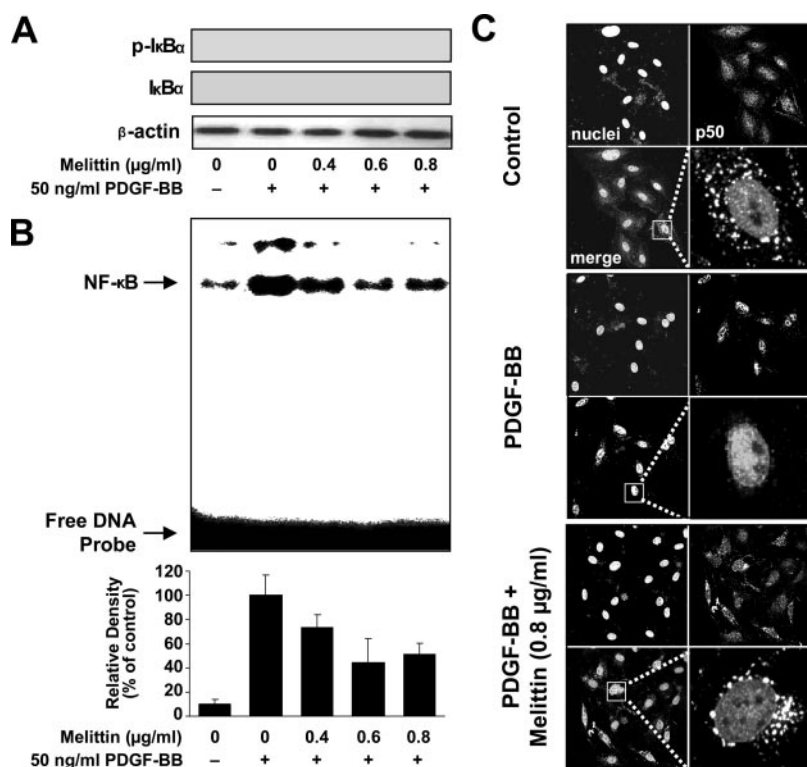 A
p-IκBα
IκBα
β-actin
Melittin (μg/ml) 0 0 0.4 0.6 0.8
50 ng/ml PDGF-BB – + + + +
B
NF-κB
Free DNA
Probe
Relative Density
(% of control)
120
100
80
60
40
20
0
Melittin (μg/ml) 0 0 0.4 0.6 0.8
50 ng/ml PDGF-BB – + + + +
C
Control
nuclei
p50
merge
PDGF-BB
PDGF-BB +
Melittin (0.8 μg/ml)